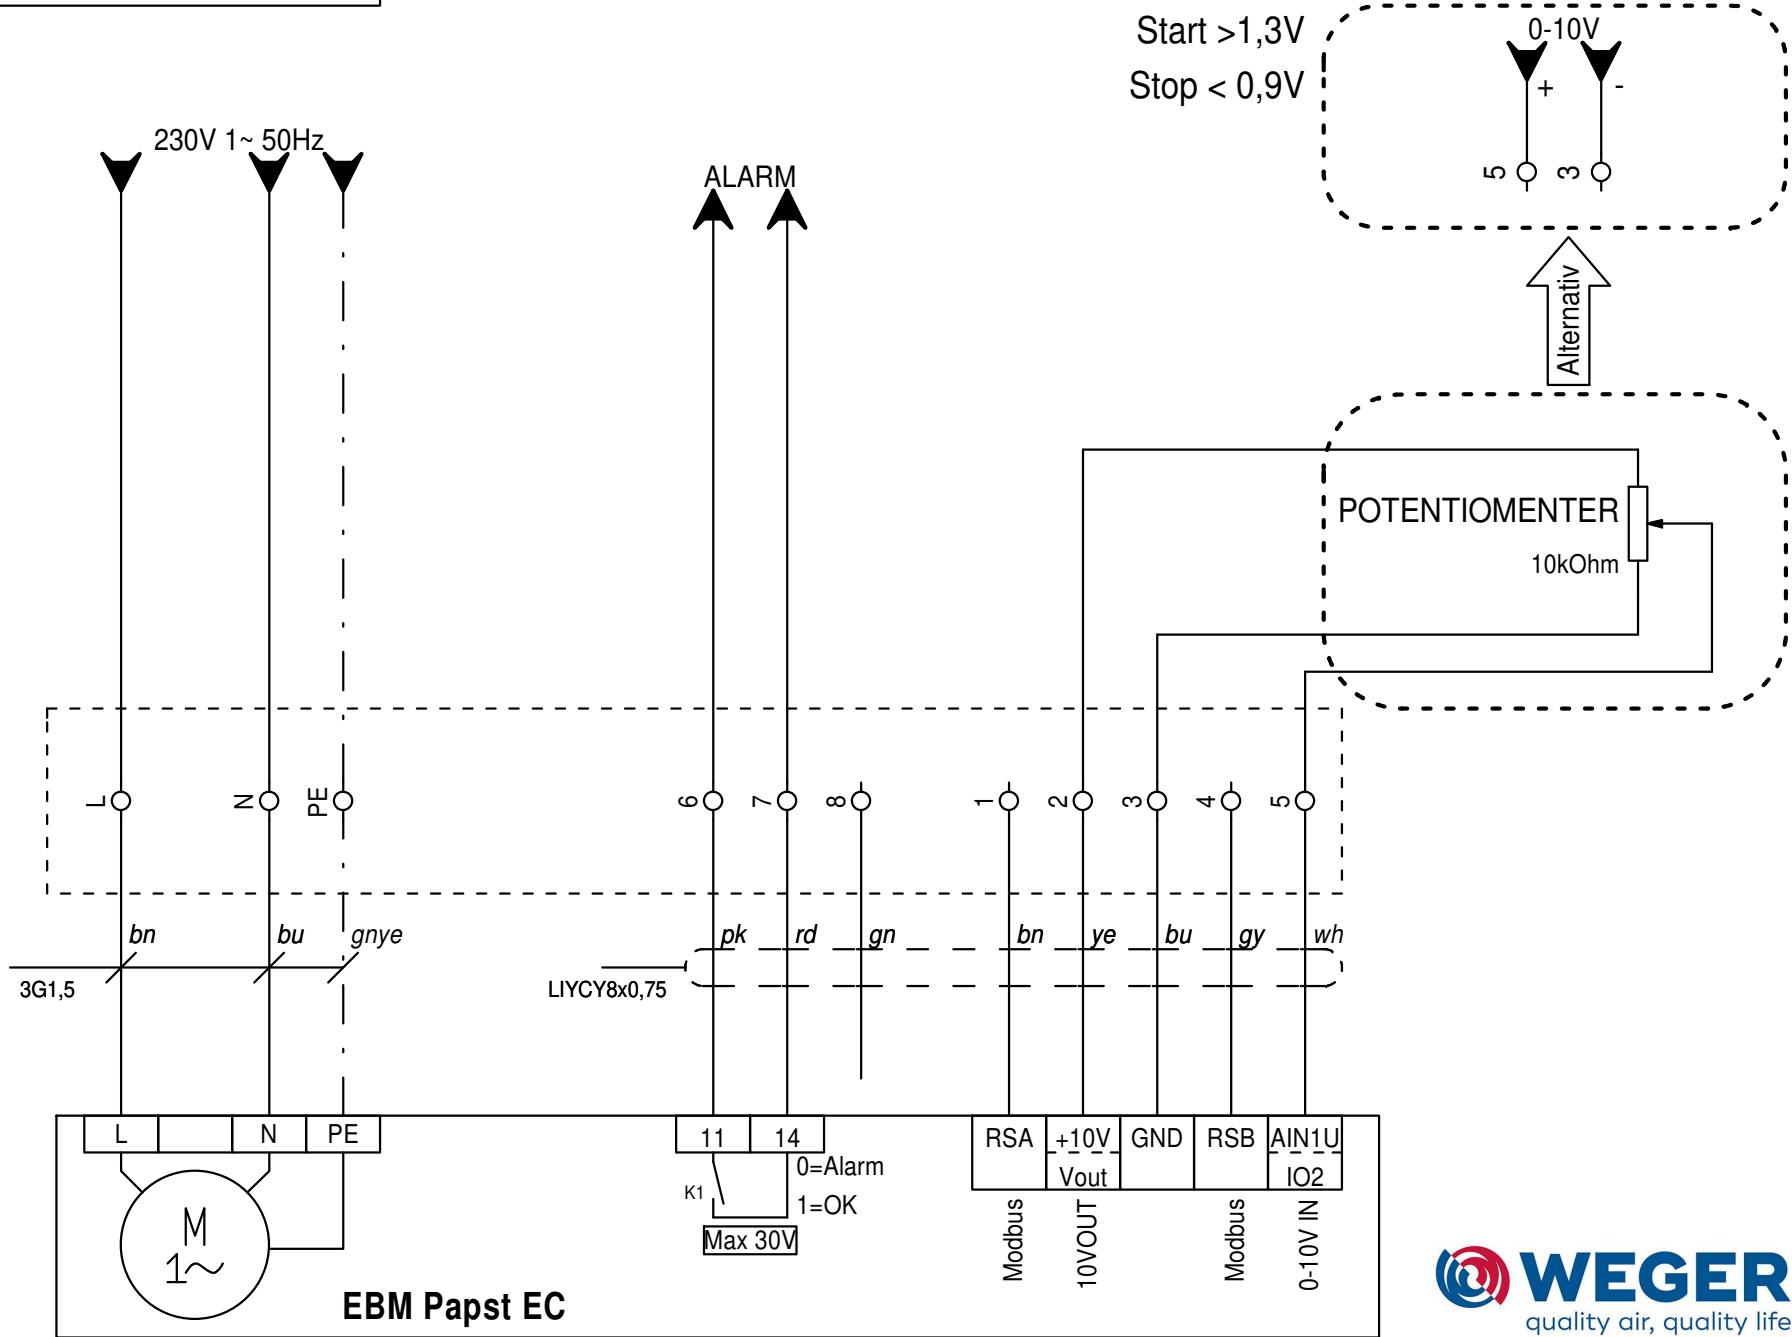 Start >1,3V
Stop < 0,9V
0-10V
+ -
5 3
230V 1~ 50Hz
ALARM
Alternativ
POTENTIOMENTER
10kOhm
L N PE 6 7 8 1 2 3 4 5
bn bu gnye pk rd gn bn ye bu gy wh
3G1,5 LIYCY8x0,75
L N PE 11 14 RSA +10V GND RSB AIN1U
Vout IO2
0=Alarm
K1
1=OK
Max 30V
Modbus 10VOUT Modbus 0-10V IN
M
1~
EBM Papst EC
WEGER
quality air, quality life